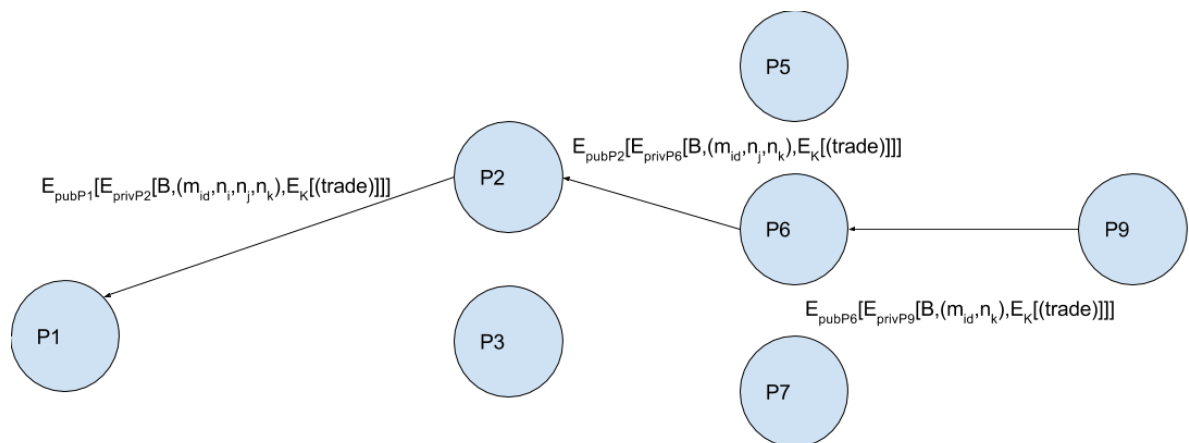 P5
E_pubP2[E_privP6[B,(m_id,n_j,n_k),E_K[(trade)]]]
E_pubP1[E_privP2[B,(m_id,n_i,n_j,n_k),E_K[(trade)]]]
P2
P6
P9
E_pubP6[E_privP9[B,(m_id,n_k),E_K[(trade)]]]
P1
P3
P7